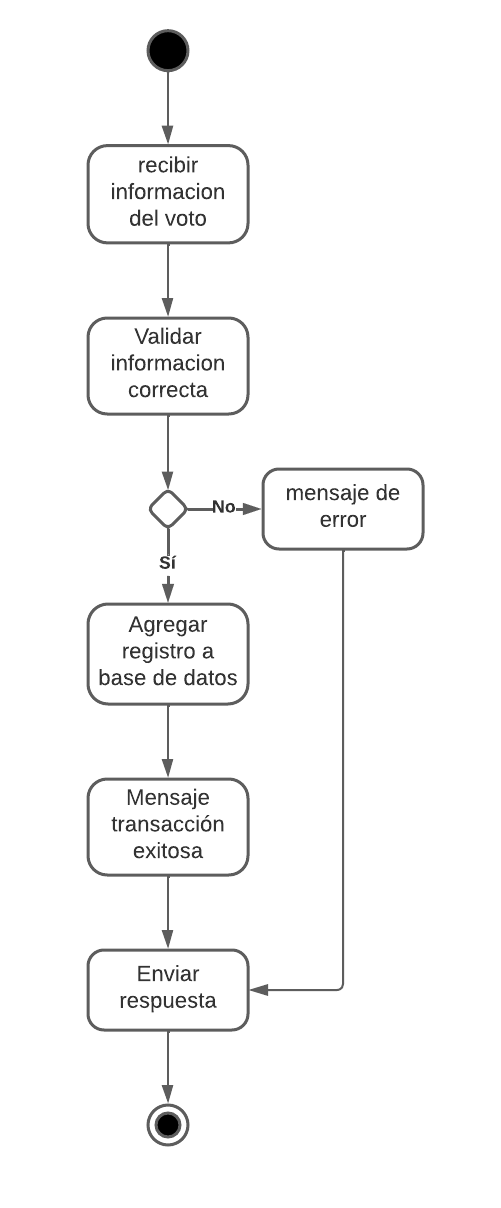 recibir
informacion
del voto
Validar
informacion
correcta
No
mensaje de
error
Sí
Agregar
registro a
base de datos
Mensaje
transacción
exitosa
Enviar
respuesta